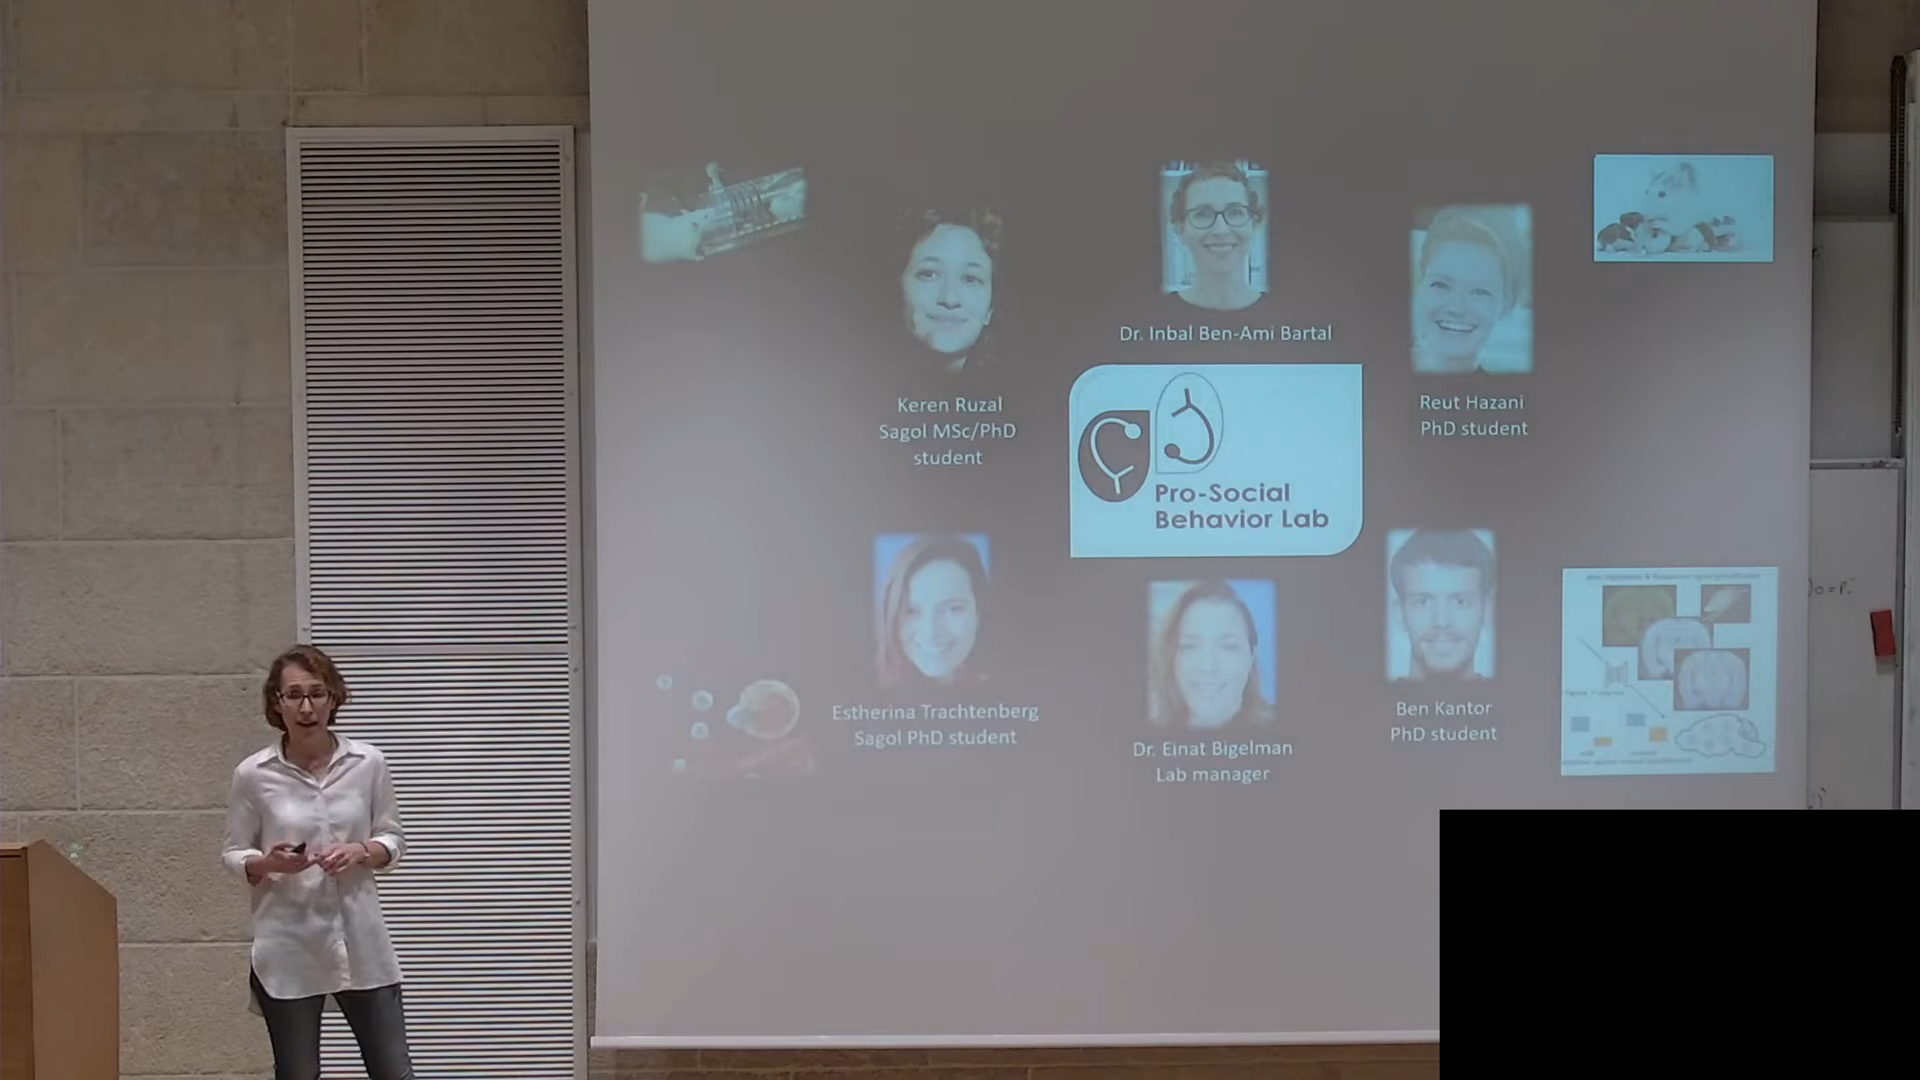 Dr. Inbal Ben-Ami Bartal
Keren Ruzal
Sagol MSc/PhD
student
Reut Hazani
PhD student
Pro-Social
Behavior Lab
Estherina Trachtenberg
Sagol PhD student
Dr. Einat Bigelman
Lab manager
Ben Kantor
PhD student